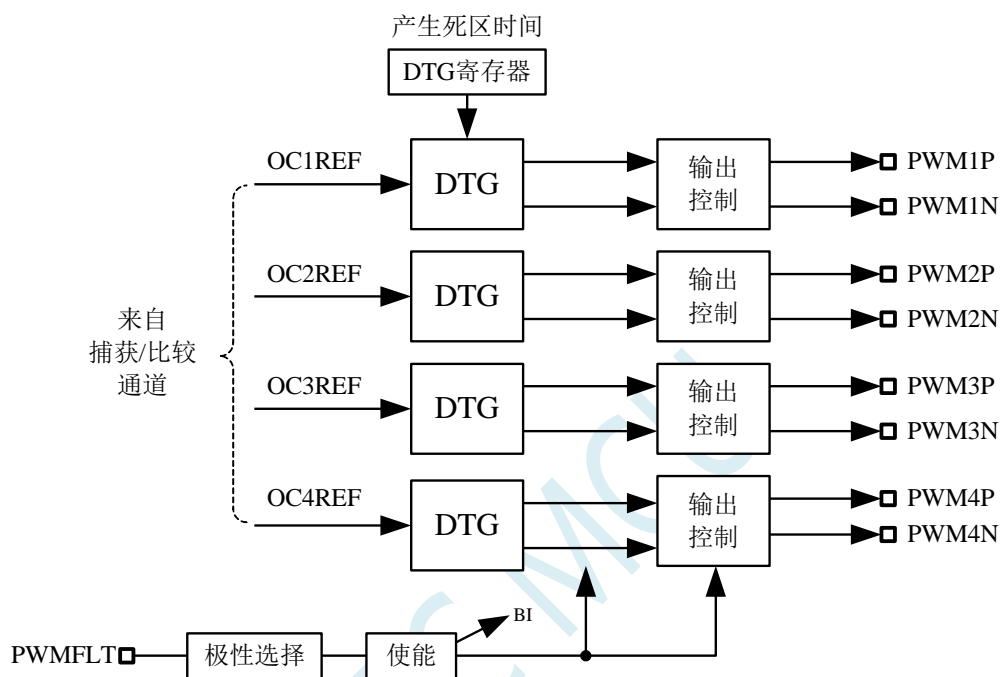 产生死区时间
DTG寄存器
OC1REF
DTG
输出
控制
PWM1P
PWM1N
OC2REF
DTG
输出
控制
PWM2P
PWM2N
来自
捕获/比较
通道
OC3REF
DTG
输出
控制
PWM3P
PWM3N
OC4REF
DTG
输出
控制
PWM4P
PWM4N
BI
PWMFLT
极性选择
使能
MCU